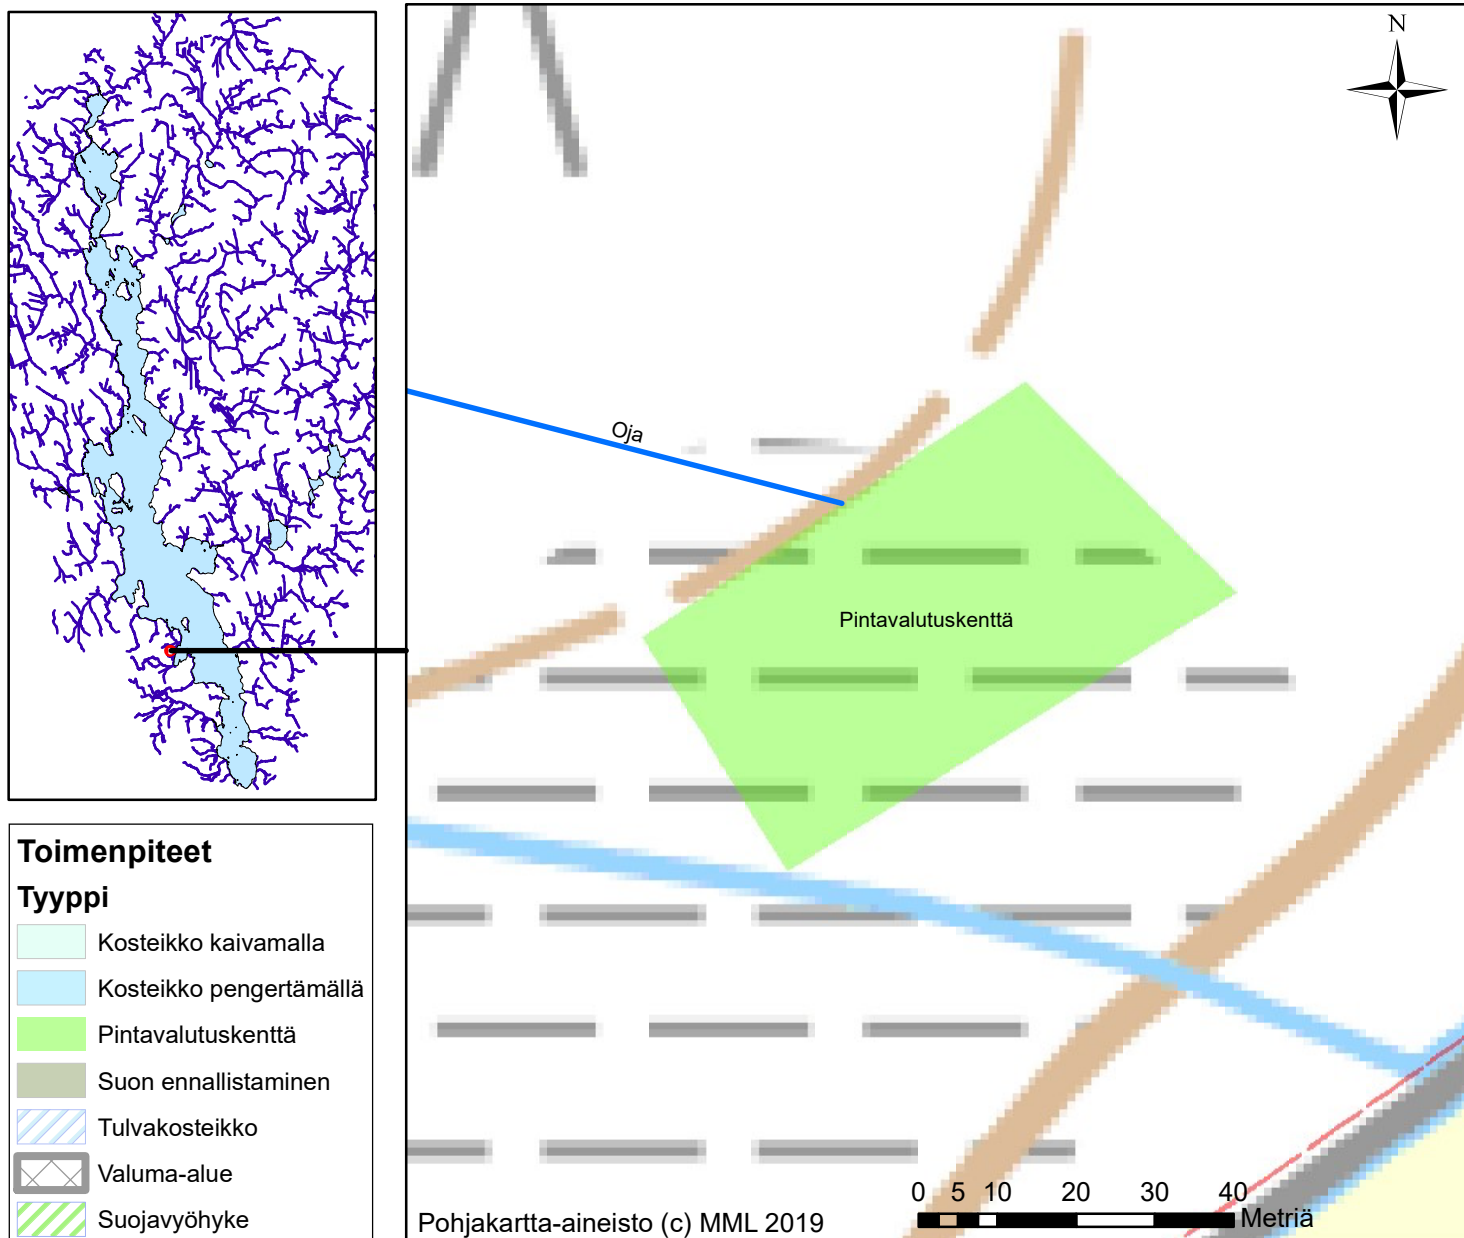 N
Oja
Pintavalutuskenttä
Toimenpiteet
Tyyppi
Kosteikko kaivamalla
Kosteikko pengertämällä
Pintavalutuskenttä
Suon ennallistaminen
Tulvakosteikko
Valuma-alue
Suojavyöhyke
0 5 10 20 30 40
Metriä
Pohjakartta-aineisto (c) MML 2019